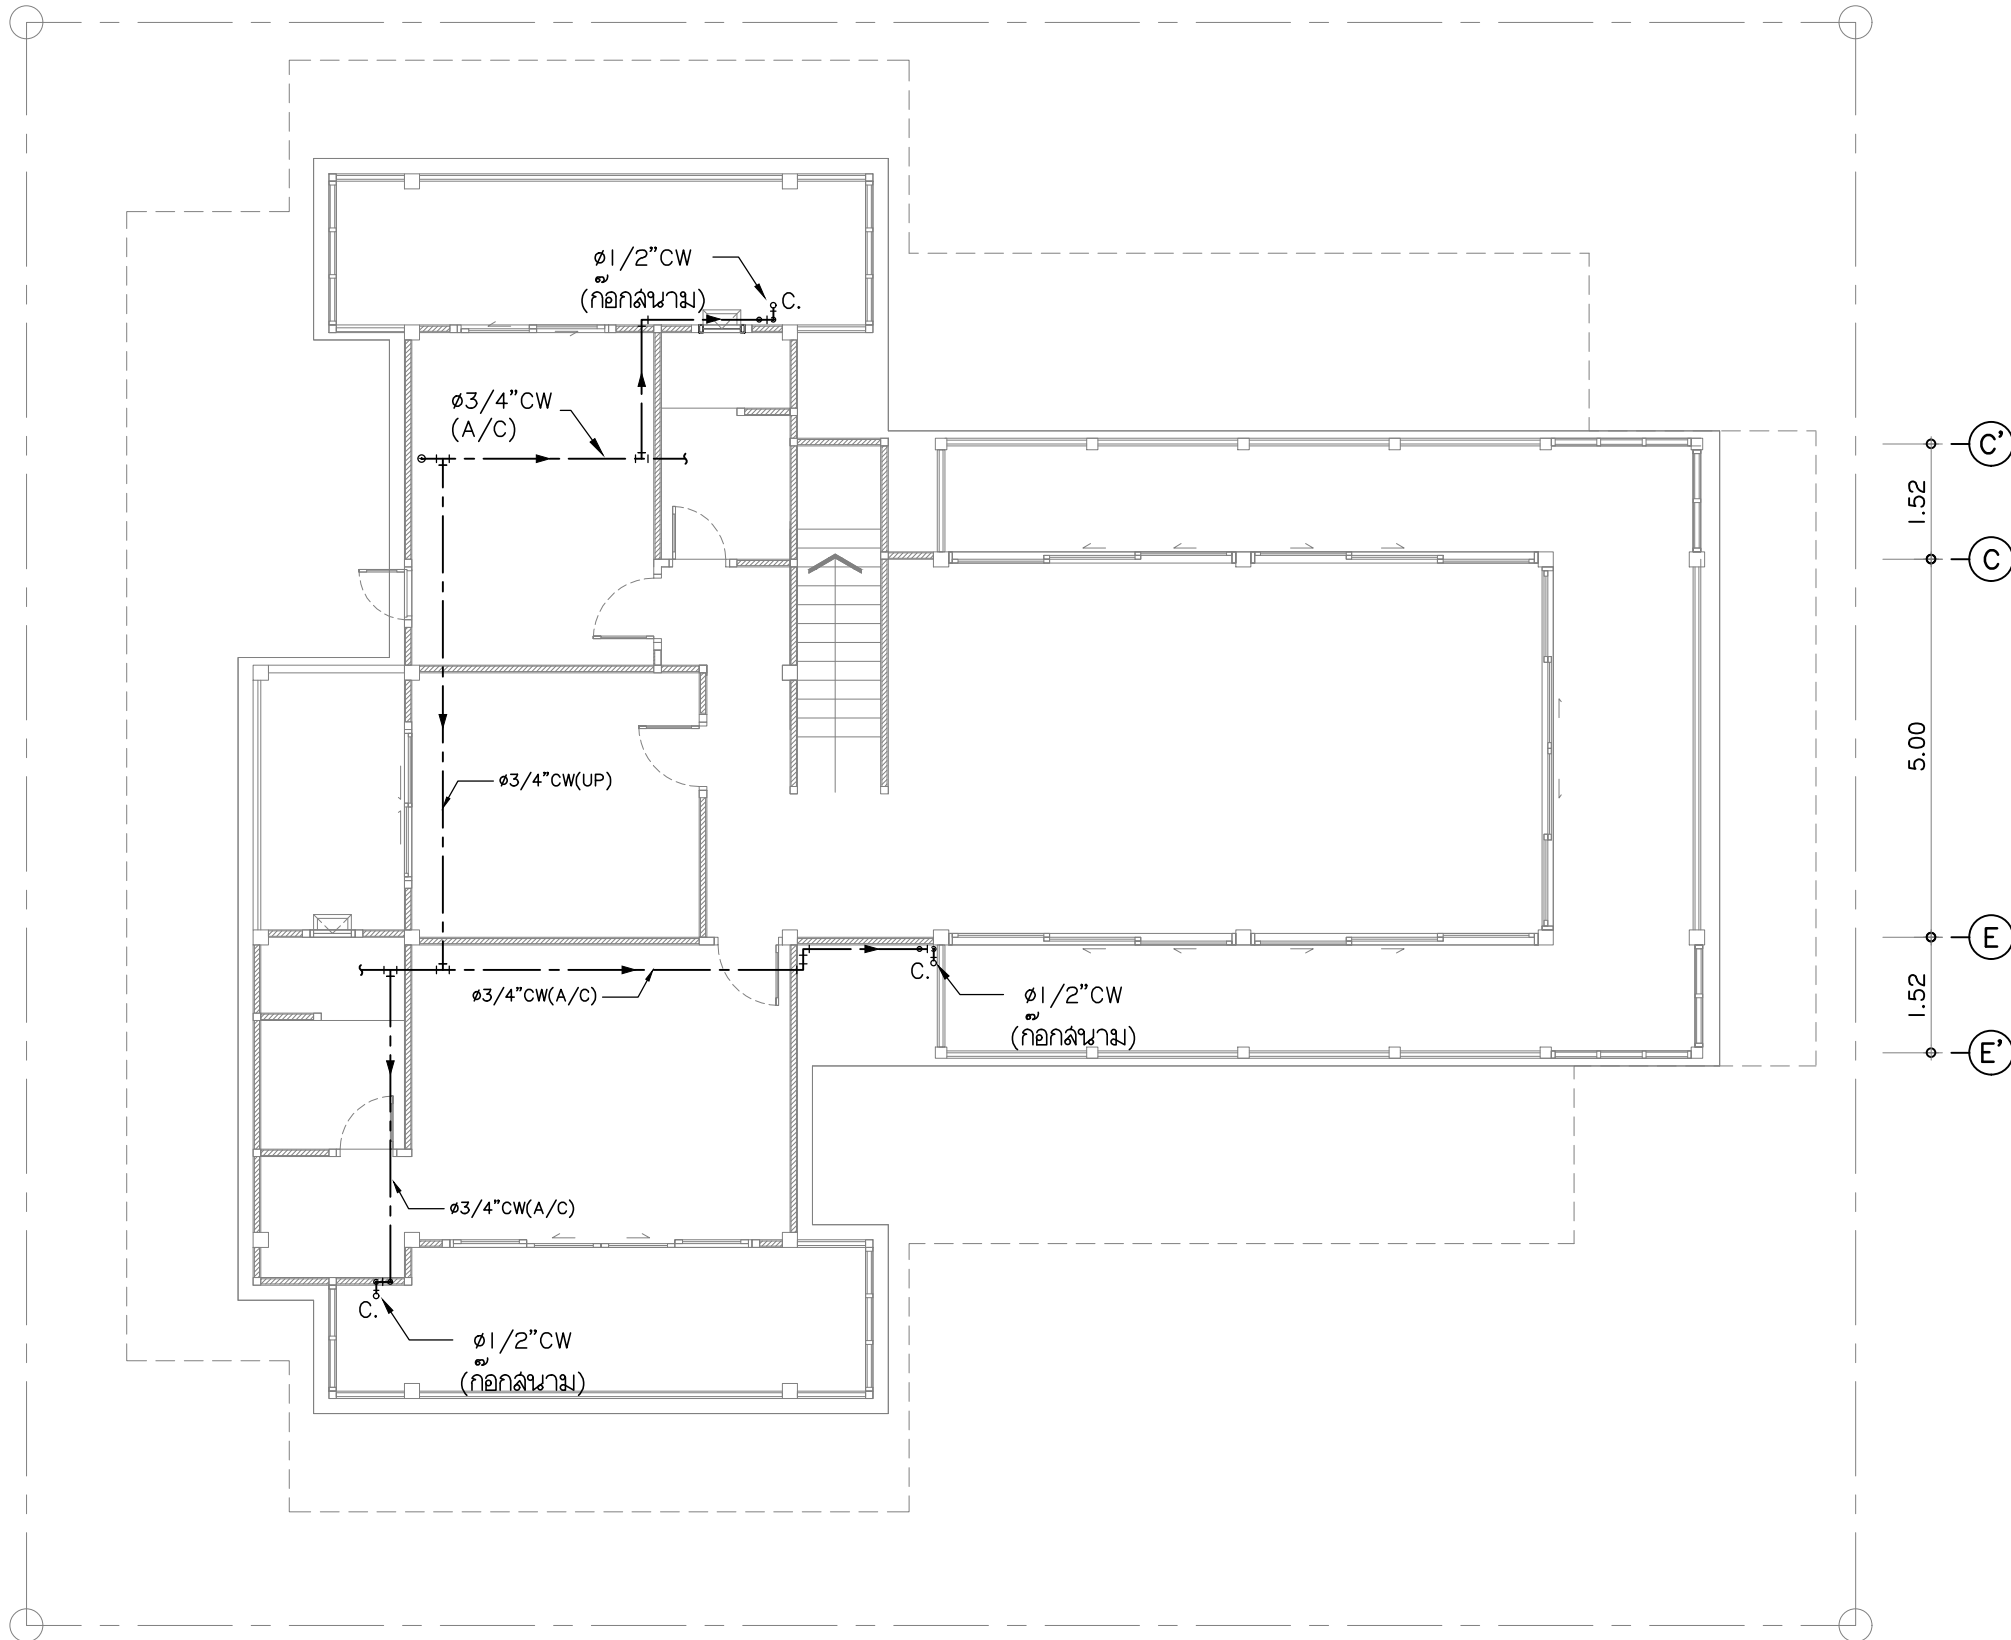 ø1/2"CW
(ก๊อกสนาม)
C.
ø3/4"CW
(A/C)
C'
1.52
C
ø3/4"CW(UP)
5.00
E
ø3/4"CW(A/C)
C.
ø1/2"CW
(ก๊อกสนาม)
1.52
E'
ø3/4"CW(A/C)
C.
ø1/2"CW
(ก๊อกสนาม)